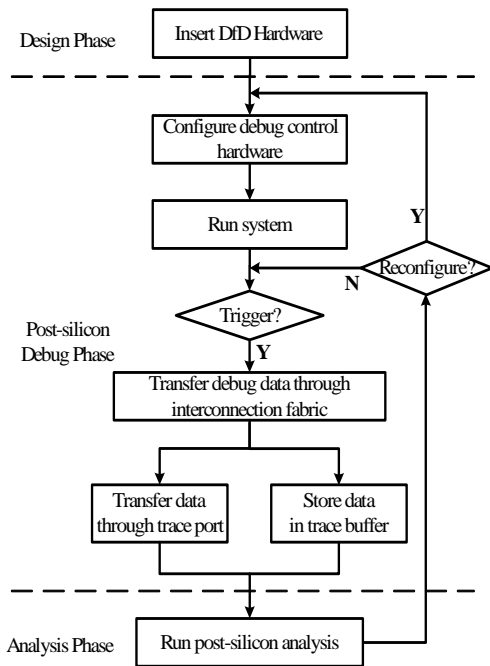 Insert DfD Hardware
Design Phase
Configure debug control
hardware
Y
Run system
Reconfigure?
N
Trigger?
Post-silicon
Debug Phase
Y
Transfer debug data through
interconnection fabric
Transfer data
through trace port
Store data
in trace buffer
Analysis Phase
Run post-silicon analysis